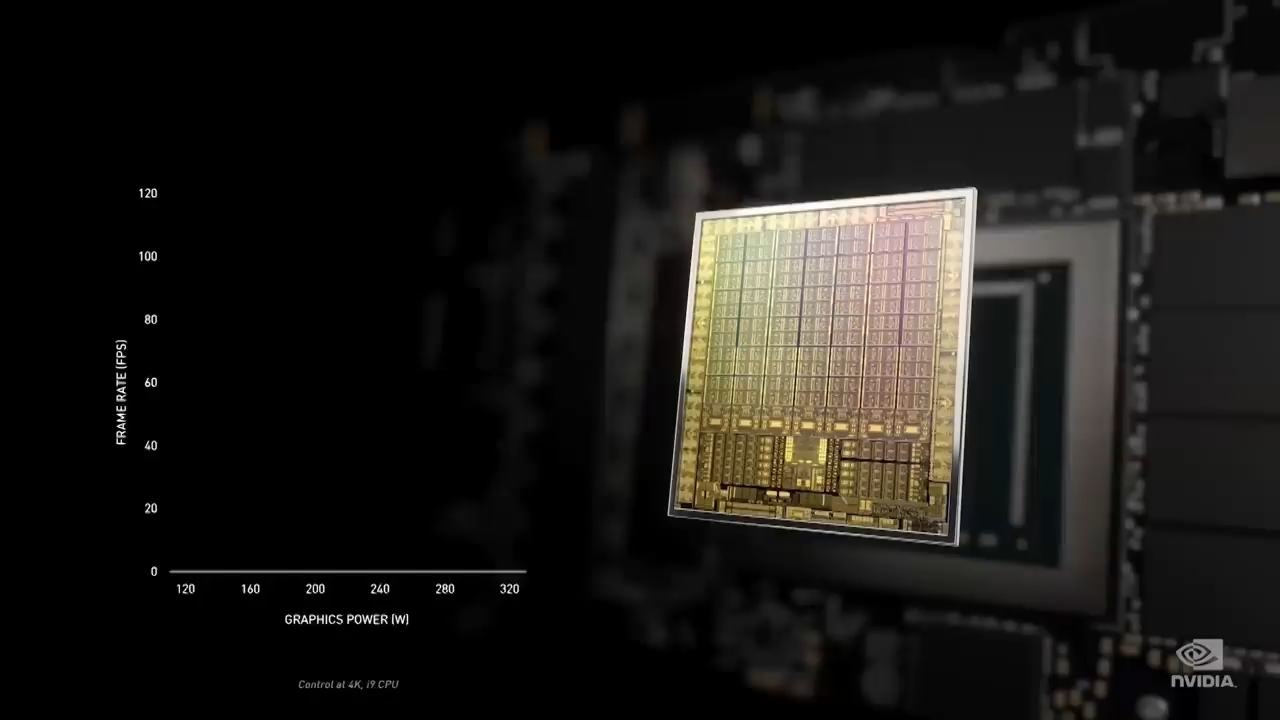 120
100
80
60
40
20
0
FRAME RATE (FPS)
120 160 200 240 280 320
GRAPHICS POWER (W)
Control at 4K, i9 CPU
NVIDIA.